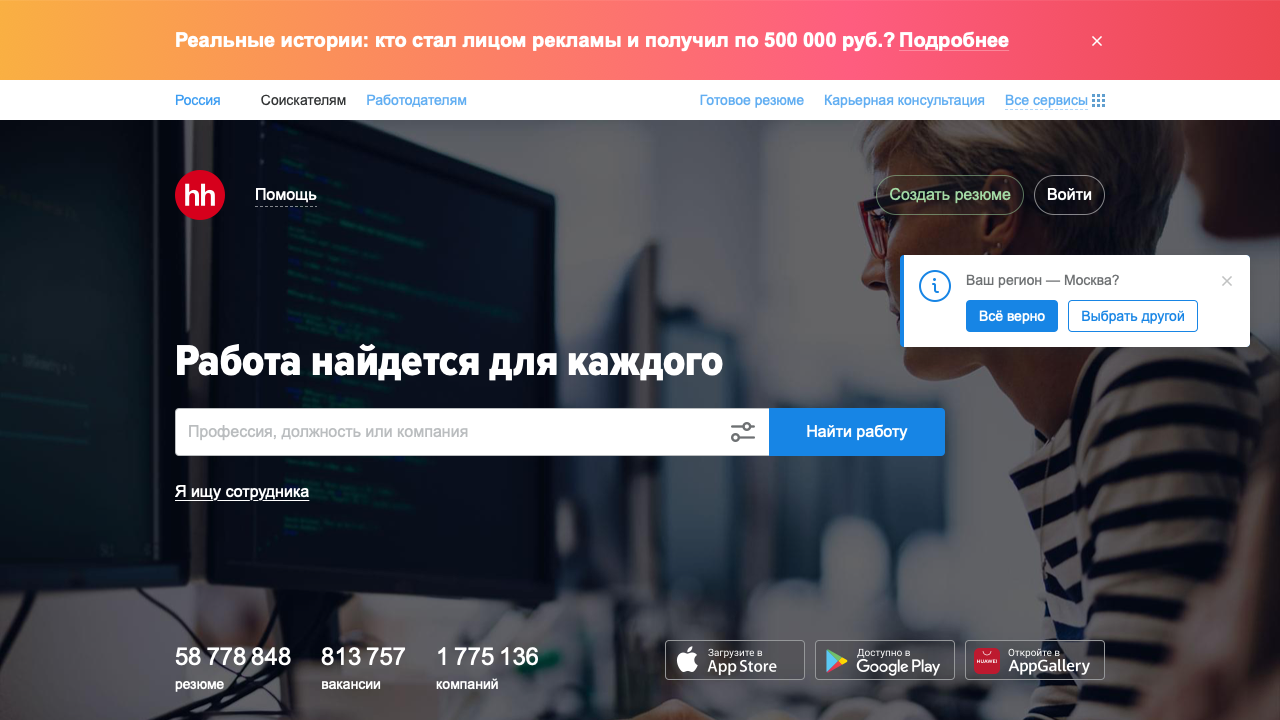 Реальные истории: кто стал лицом рекламы и получил по 500 000 руб.? Подробнее
Россия Соискателям Работодателям Готовое резюме Карьерная консультация Все сервисы
hh Помощь Создать резюме Войти
Ваш регион — Москва?
Всё верно Выбрать другой
Работа найдется для каждого
Профессия, должность или компания Найти работу
Я ищу сотрудника
58 778 848 813 757 1 775 136
резюме вакансии компаний
Загрузите в App Store
Доступно в Google Play
HUAWEI Откройте в AppGallery